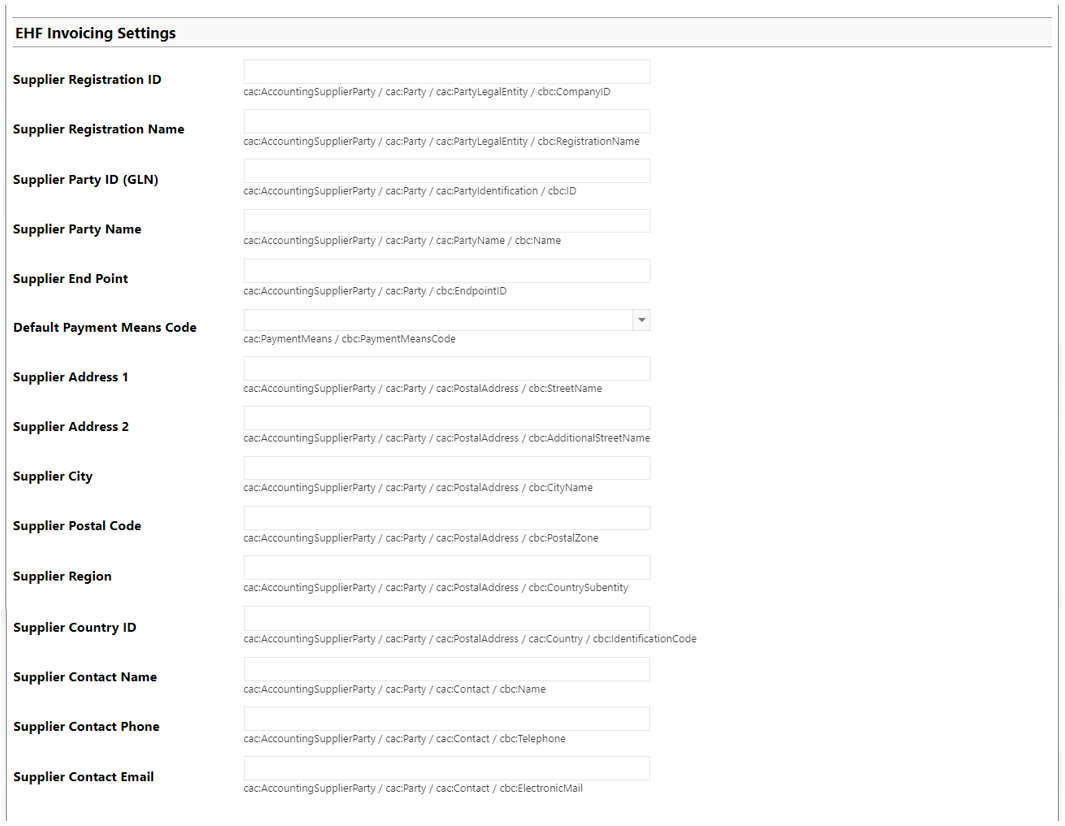 EHF Invoicing Settings
Supplier Registration ID
cac:AccountingSupplierParty / cac:Party / cac:PartyLegalEntity / cbc:CompanyID
Supplier Registration Name
cac:AccountingSupplierParty / cac:Party / cac:PartyLegalEntity / cbc:RegistrationName
Supplier Party ID (GLN)
cac:AccountingSupplierParty / cac:Party / cac:PartyIdentification / cbc:ID
Supplier Party Name
cac:AccountingSupplierParty / cac:Party / cac:PartyName / cbc:Name
Supplier End Point
cac:AccountingSupplierParty / cac:Party / cbc:EndpointID
Default Payment Means Code
cac:PaymentMeans / cbc:PaymentMeansCode
Supplier Address 1
cac:AccountingSupplierParty / cac:Party / cac:PostalAddress / cbc:StreetName
Supplier Address 2
cac:AccountingSupplierParty / cac:Party / cac:PostalAddress / cbc:AdditionalStreetName
Supplier City
cac:AccountingSupplierParty / cac:Party / cac:PostalAddress / cbc:CityName
Supplier Postal Code
cac:AccountingSupplierParty / cac:Party / cac:PostalAddress / cbc:PostalZone
Supplier Region
cac:AccountingSupplierParty / cac:Party / cac:PostalAddress / cbc:CountrySubentity
Supplier Country ID
cac:AccountingSupplierParty / cac:Party / cac:PostalAddress / cac:Country / cbc:IdentificationCode
Supplier Contact Name
cac:AccountingSupplierParty / cac:Party / cac:Contact / cbc:Name
Supplier Contact Phone
cac:AccountingSupplierParty / cac:Party / cac:Contact / cbc:Telephone
Supplier Contact Email
cac:AccountingSupplierParty / cac:Party / cac:Contact / cbc:ElectronicMail